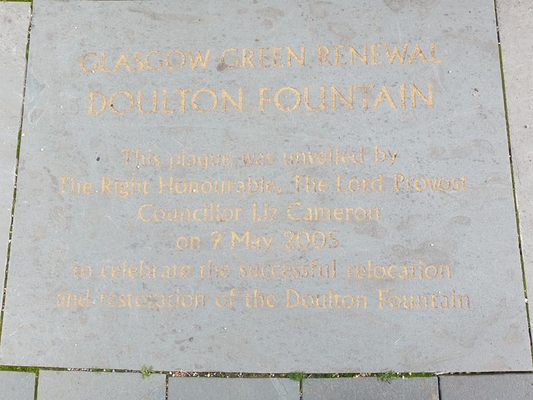 GLASGOW GREEN RENEWAL
DOULTON FOUNTAIN
This plaque was unveiled by
The Right Honourable, The Lord Provost
Councillor Liz Cameron
on 9 May 2005
to celebrate the successful relocation
and restoration of the Doulton Fountain